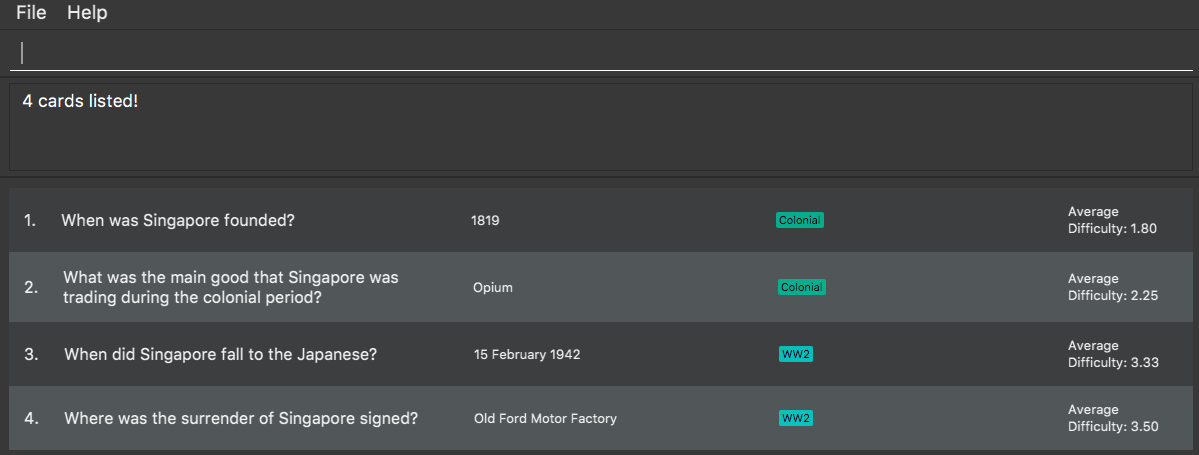 File Help
4 cards listed!
1. When was Singapore founded? 1819 Colonial Average
Difficulty: 1.80
2. What was the main good that Singapore was
trading during the colonial period? Opium Colonial Average
Difficulty: 2.25
3. When did Singapore fall to the Japanese? 15 February 1942 WW2 Average
Difficulty: 3.33
4. Where was the surrender of Singapore signed? Old Ford Motor Factory WW2 Average
Difficulty: 3.50